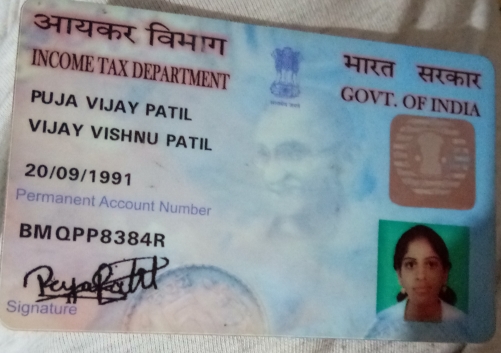 आयकर विभाग
INCOME TAX DEPARTMENT
भारत सरकार
GOVT. OF INDIA
PUJA VIJAY PATIL
VIJAY VISHNU PATIL
20/09/1991
Permanent Account Number
BMQPP8384R
Signature